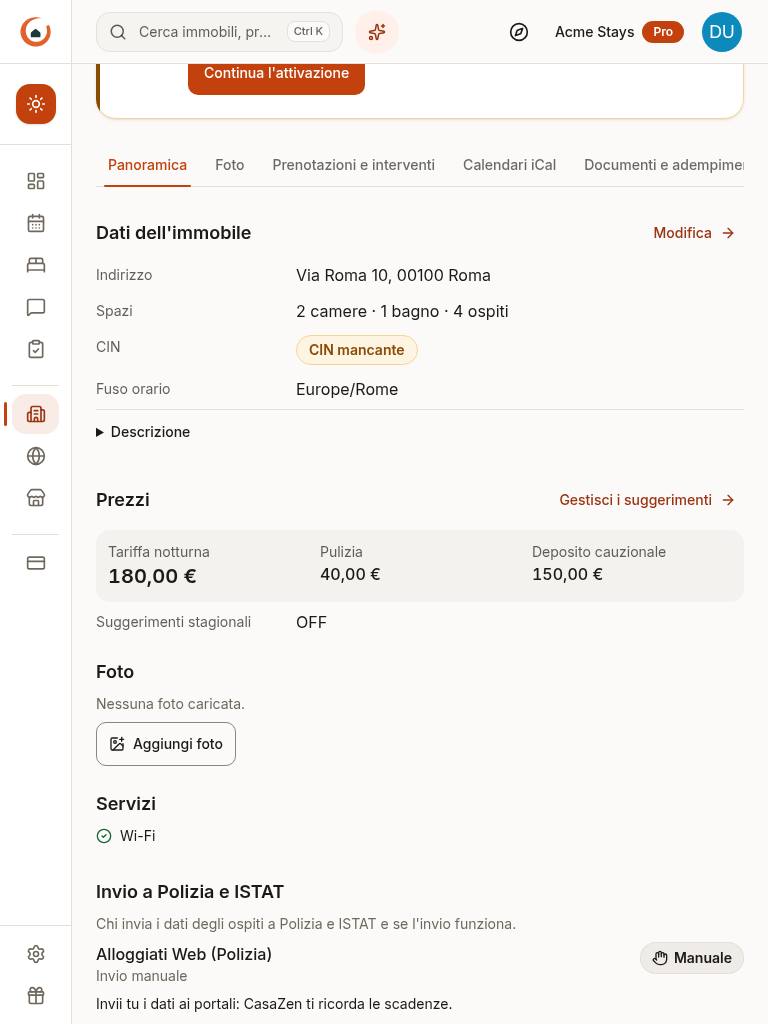 Cerca immobili, pr...
Ctrl K
Acme Stays
Pro
DU
Continua l'attivazione
Panoramica
Foto
Prenotazioni e interventi
Calendari iCal
Documenti e adempime
Dati dell'immobile
Modifica
Indirizzo
Via Roma 10, 00100 Roma
Spazi
2 camere · 1 bagno · 4 ospiti
CIN
CIN mancante
Fuso orario
Europe/Rome
Descrizione
Prezzi
Gestisci i suggerimenti
Tariffa notturna
Pulizia
Deposito cauzionale
180,00 €
40,00 €
150,00 €
Suggerimenti stagionali
OFF
Foto
Nessuna foto caricata.
Aggiungi foto
Servizi
Wi-Fi
Invio a Polizia e ISTAT
Chi invia i dati degli ospiti a Polizia e ISTAT e se l'invio funziona.
Alloggiati Web (Polizia)
Manuale
Invio manuale
Invii tu i dati ai portali: CasaZen ti ricorda le scadenze.